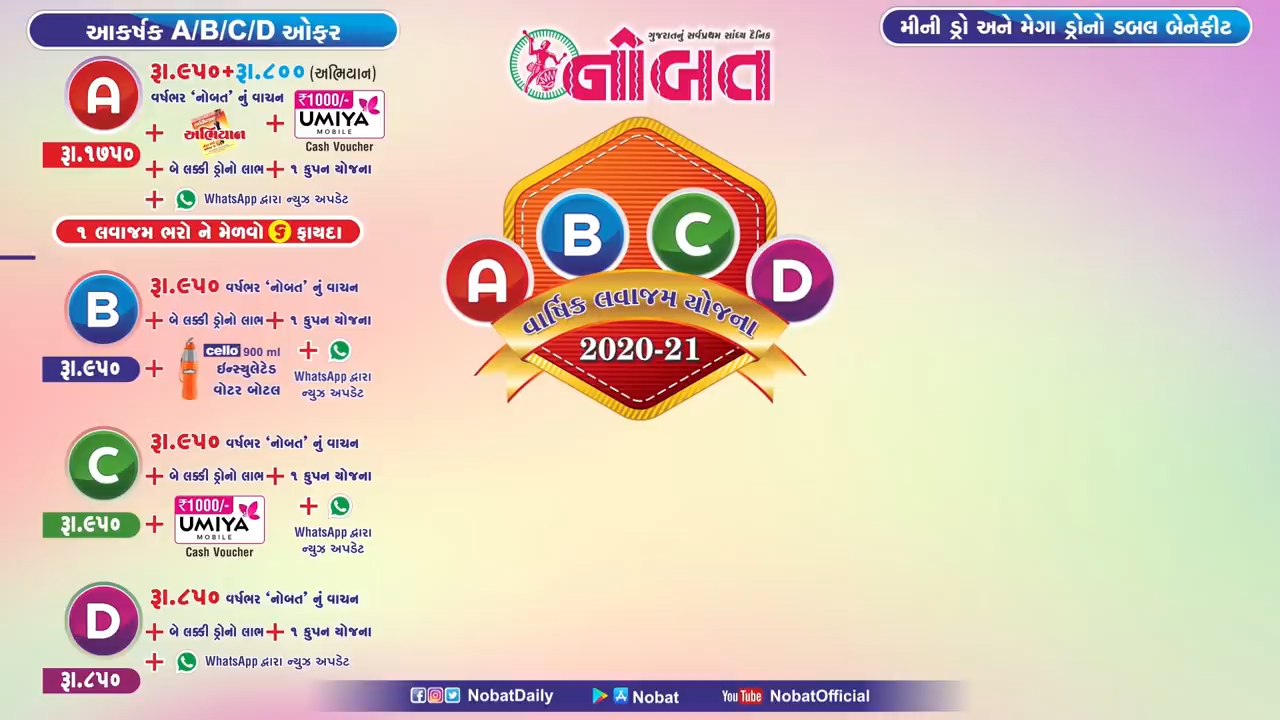 આકર્ષક A/B/C/D ઓફર
A
રૂા.૯૫૦+રૂા.૮૦૦ (અભિયાન)
વર્ષભર ‘નોબત’ નું વાચન
+ અભિયાન + ₹1000/- UMIYA MOBILE
Cash Voucher
રૂા.૧૭૫૦
+ બે લક્કી ડ્રોનો લાભ + ૧ કુપન યોજના
+ WhatsApp દ્વારા ન્યુઝ અપડેટ
૧ લવાજમ ભરો ને મેળવો ૬ ફાયદા
B
રૂા.૯૫૦ વર્ષભર ‘નોબત’ નું વાચન
+ બે લક્કી ડ્રોનો લાભ + ૧ કુપન યોજના
રૂા.૯૫૦
+ cello 900 ml
ઈન્સ્યુલેટેડ
વોટર બોટલ
+ WhatsApp દ્વારા
ન્યુઝ અપડેટ
C
રૂા.૯૫૦ વર્ષભર ‘નોબત’ નું વાચન
+ બે લક્કી ડ્રોનો લાભ + ૧ કુપન યોજના
રૂા.૯૫૦
+ ₹1000/- UMIYA MOBILE
Cash Voucher
+ WhatsApp દ્વારા
ન્યુઝ અપડેટ
D
રૂા.૮૫૦ વર્ષભર ‘નોબત’ નું વાચન
+ બે લક્કી ડ્રોનો લાભ + ૧ કુપન યોજના
+ WhatsApp દ્વારા ન્યુઝ અપડેટ
રૂા.૮૫૦
ગુજરાતનું સર્વપ્રથમ સાંધ્ય દૈનિક
નોબત
A B C D
વાર્ષિક લવાજમ યોજના
2020-21
મીની ડ્રો અને મેગા ડ્રોનો ડબલ બેનેફીટ
NobatDaily Nobat YouTube NobatOfficial